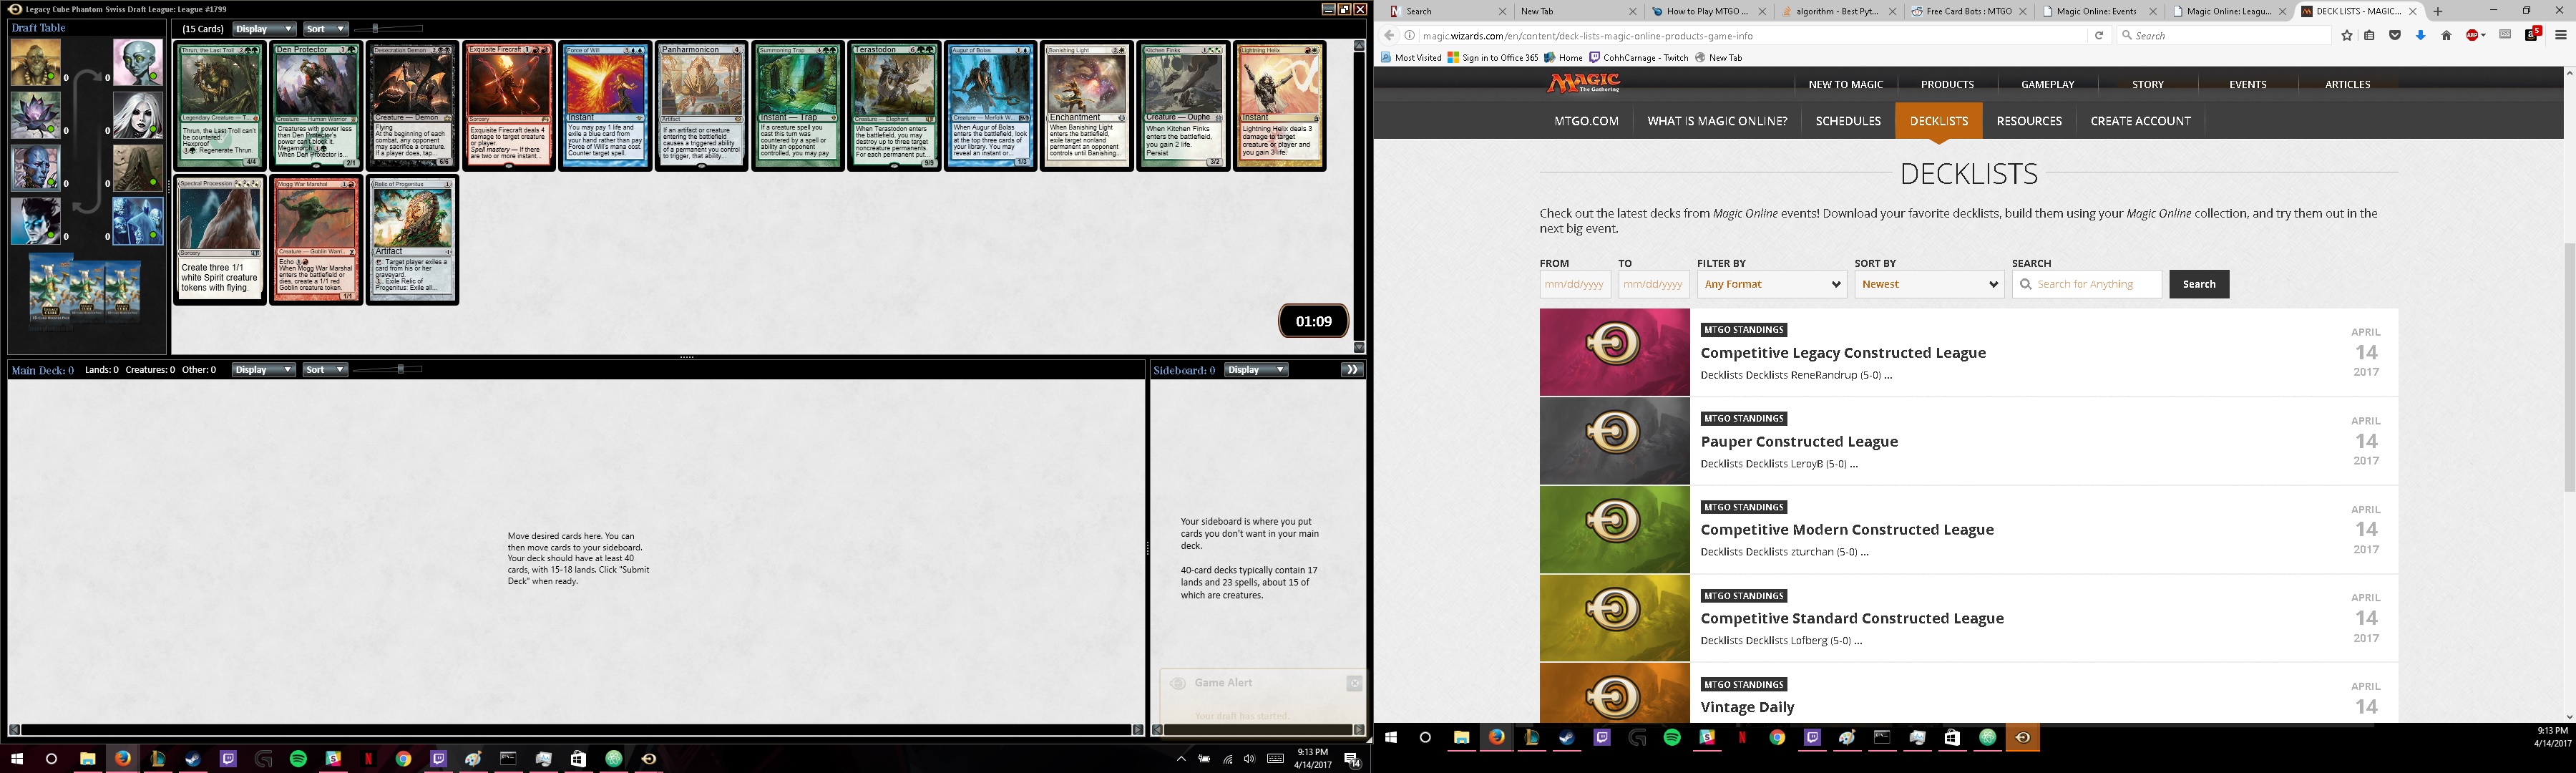 Legacy Cube Phantom Swiss Draft League: League #1799
Draft Table
(15 Cards) Display Sort
0 0
0 0
0 0
0 0
Thrun, the Last Troll 2
Legendary Creature — T...
Thrun, the Last Troll can't
be countered.
Hexproof
1: Regenerate Thrun.
4/4
Den Protector 1
Creature — Human Warrior
Creatures with power less
than Den Protector's
power can't block it.
Megamorph 3
When Den Protector is...
2/1
Desecration Demon 2
Creature — Demon
Flying
At the beginning of each
combat, any opponent
may sacrifice a creature.
If a player does, tap...
6/6
Exquisite Firecraft 1
Sorcery
Exquisite Firecraft deals 4
damage to target creature
or player.
Spell mastery — If there
are two or more instant...
Force of Will 3
Instant
You may pay 1 life and
exile a blue card from
your hand rather than pay
Force of Will's mana cost.
Counter target spell.
Panharmonicon 4
Artifact
If an artifact or creature
entering the battlefield
causes a triggered ability
of a permanent you control
to trigger, that ability...
Summoning Trap 4
Instant — Trap
If a creature spell you
cast this turn was
countered by a spell or
ability an opponent
controlled, you may pay
Terastodon 6
Creature — Elephant
When Terastodon enters
the battlefield, you may
destroy up to three target
noncreature permanents.
For each permanent put...
9/9
Augur of Bolas 1
Creature — Merfolk W...
When Augur of Bolas
enters the battlefield, look
at the top three cards of
your library. You may
reveal an instant or...
1/3
Banishing Light 2
Enchantment
When Banishing Light
enters the battlefield,
exile target nonland
permanent an opponent
controls until Banishing...
Kitchen Finks 1
Creature — Ouphe
When Kitchen Finks
enters the battlefield,
you gain 2 life.
Persist
3/2
Lightning Helix
Instant
Lightning Helix deals 3
damage to target
creature or player and
you gain 3 life.
Spectral Procession
Sorcery
Create three 1/1
white Spirit creature
tokens with flying.
Mogg War Marshal 1
Creature — Goblin Warri...
Echo 1
When Mogg War Marshal
enters the battlefield or
dies, create a 1/1 red
Goblin creature token.
1/1
Relic of Progenitus 1
Artifact
: Target player exiles a
card from his or her
graveyard.
1, Exile Relic of
Progenitus: Exile all...
01:09
Main Deck: 0 Lands: 0 Creatures: 0 Other: 0 Display Sort
Sideboard: 0 Display
Move desired cards here. You can
then move cards to your sideboard.
Your deck should have at least 40
cards, with 15-18 lands. Click "Submit
Deck" when ready.
Your sideboard is where you put
cards you don't want in your main
deck.
40-card decks typically contain 17
lands and 23 spells, about 15 of
which are creatures.
Game Alert
Your draft has started.
9:13 PM
4/14/2017
14
Search
New Tab
How to Play MTGO ...
algorithm - Best Pyt...
Free Card Bots : MTGO
Magic Online: Events
Magic Online: Leagu...
DECK LISTS - MAGIC...
magic.wizards.com/en/content/deck-lists-magic-online-products-game-info
Search
ABP
5
Most Visited Sign in to Office 365 Home CohhCarnage - Twitch New Tab
MAGIC
The Gathering
NEW TO MAGIC PRODUCTS GAMEPLAY STORY EVENTS ARTICLES
MTGO.COM WHAT IS MAGIC ONLINE? SCHEDULES DECKLISTS RESOURCES CREATE ACCOUNT
DECKLISTS
Check out the latest decks from Magic Online events! Download your favorite decklists, build them using your Magic Online collection, and try them out in the
next big event.
FROM TO FILTER BY SORT BY SEARCH
mm/dd/yyyy mm/dd/yyyy Any Format Newest Search for Anything Search
MTGO STANDINGS
Competitive Legacy Constructed League
Decklists Decklists ReneRandrup (5-0) ...
APRIL
14
2017
MTGO STANDINGS
Pauper Constructed League
Decklists Decklists LeroyB (5-0) ...
APRIL
14
2017
MTGO STANDINGS
Competitive Modern Constructed League
Decklists Decklists zturchan (5-0) ...
APRIL
14
2017
MTGO STANDINGS
Competitive Standard Constructed League
Decklists Decklists Lofberg (5-0) ...
APRIL
14
2017
MTGO STANDINGS
Vintage Daily
APRIL
14
9:13 PM
4/14/2017